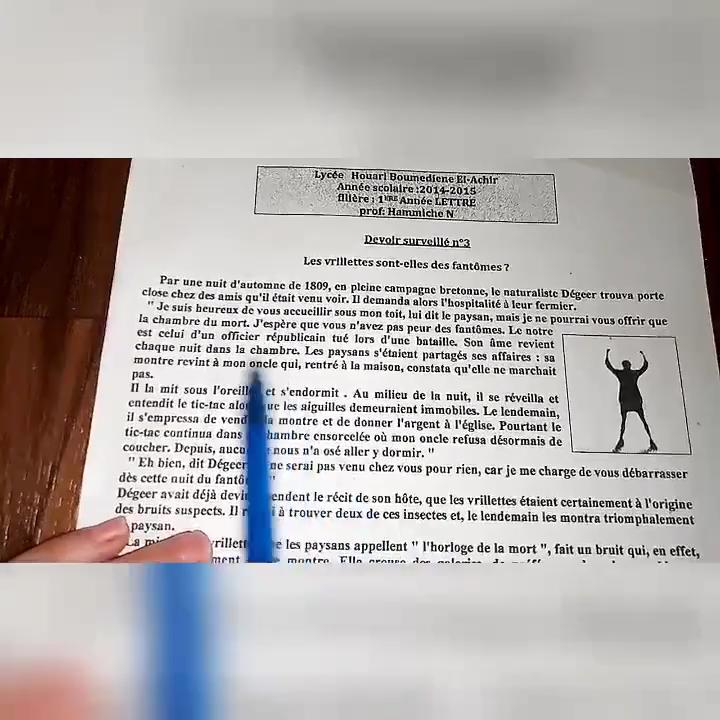 Lycée Houari Boumediene El-Achir
Année scolaire :2014-2015
filière : 1ERE Année LETTRE
prof: Hammiche N
Devoir surveillé n°3
Les vrillettes sont-elles des fantômes ?
Par une nuit d'automne de 1809, en pleine campagne bretonne, le naturaliste Dégeer trouva porte
close chez des amis qu'il était venu voir. Il demanda alors l'hospitalité à leur fermier.
" Je suis heureux de vous accueillir sous mon toit, lui dit le paysan, mais je ne pourrai vous offrir que
la chambre du mort. J'espère que vous n'avez pas peur des fantômes. Le notre
est celui d'un officier républicain tué lors d'une bataille. Son âme revient
chaque nuit dans la chambre. Les paysans s'étaient partagés ses affaires : sa
montre revint à mon oncle qui, rentré à la maison, constata qu'elle ne marchait
pas.
Il la mit sous l'oreille et s'endormit . Au milieu de la nuit, il se réveilla et
entendit le tic-tac que les aiguilles demeuraient immobiles. Le lendemain,
il s'empressa de la montre et de donner l'argent à l'église. Pourtant le
tic-tac continua dans ensorcelée où mon oncle refusa désormais de
coucher. Depuis, nous n'a osé aller y dormir. "
" Eh bien, dit Dégeer ne serai pas venu chez vous pour rien, car je me charge de vous débarrasser
dès cette nuit du "
Dégeer avait déjà le récit de son hôte, que les vrillettes étaient certainement à l'origine
des bruits suspects. Il à trouver deux de ces insectes et, le lendemain les montra triomphalement
paysan.
les paysans appellent " l'horloge de la mort ", fait un bruit qui, en effet,
montre. Elle